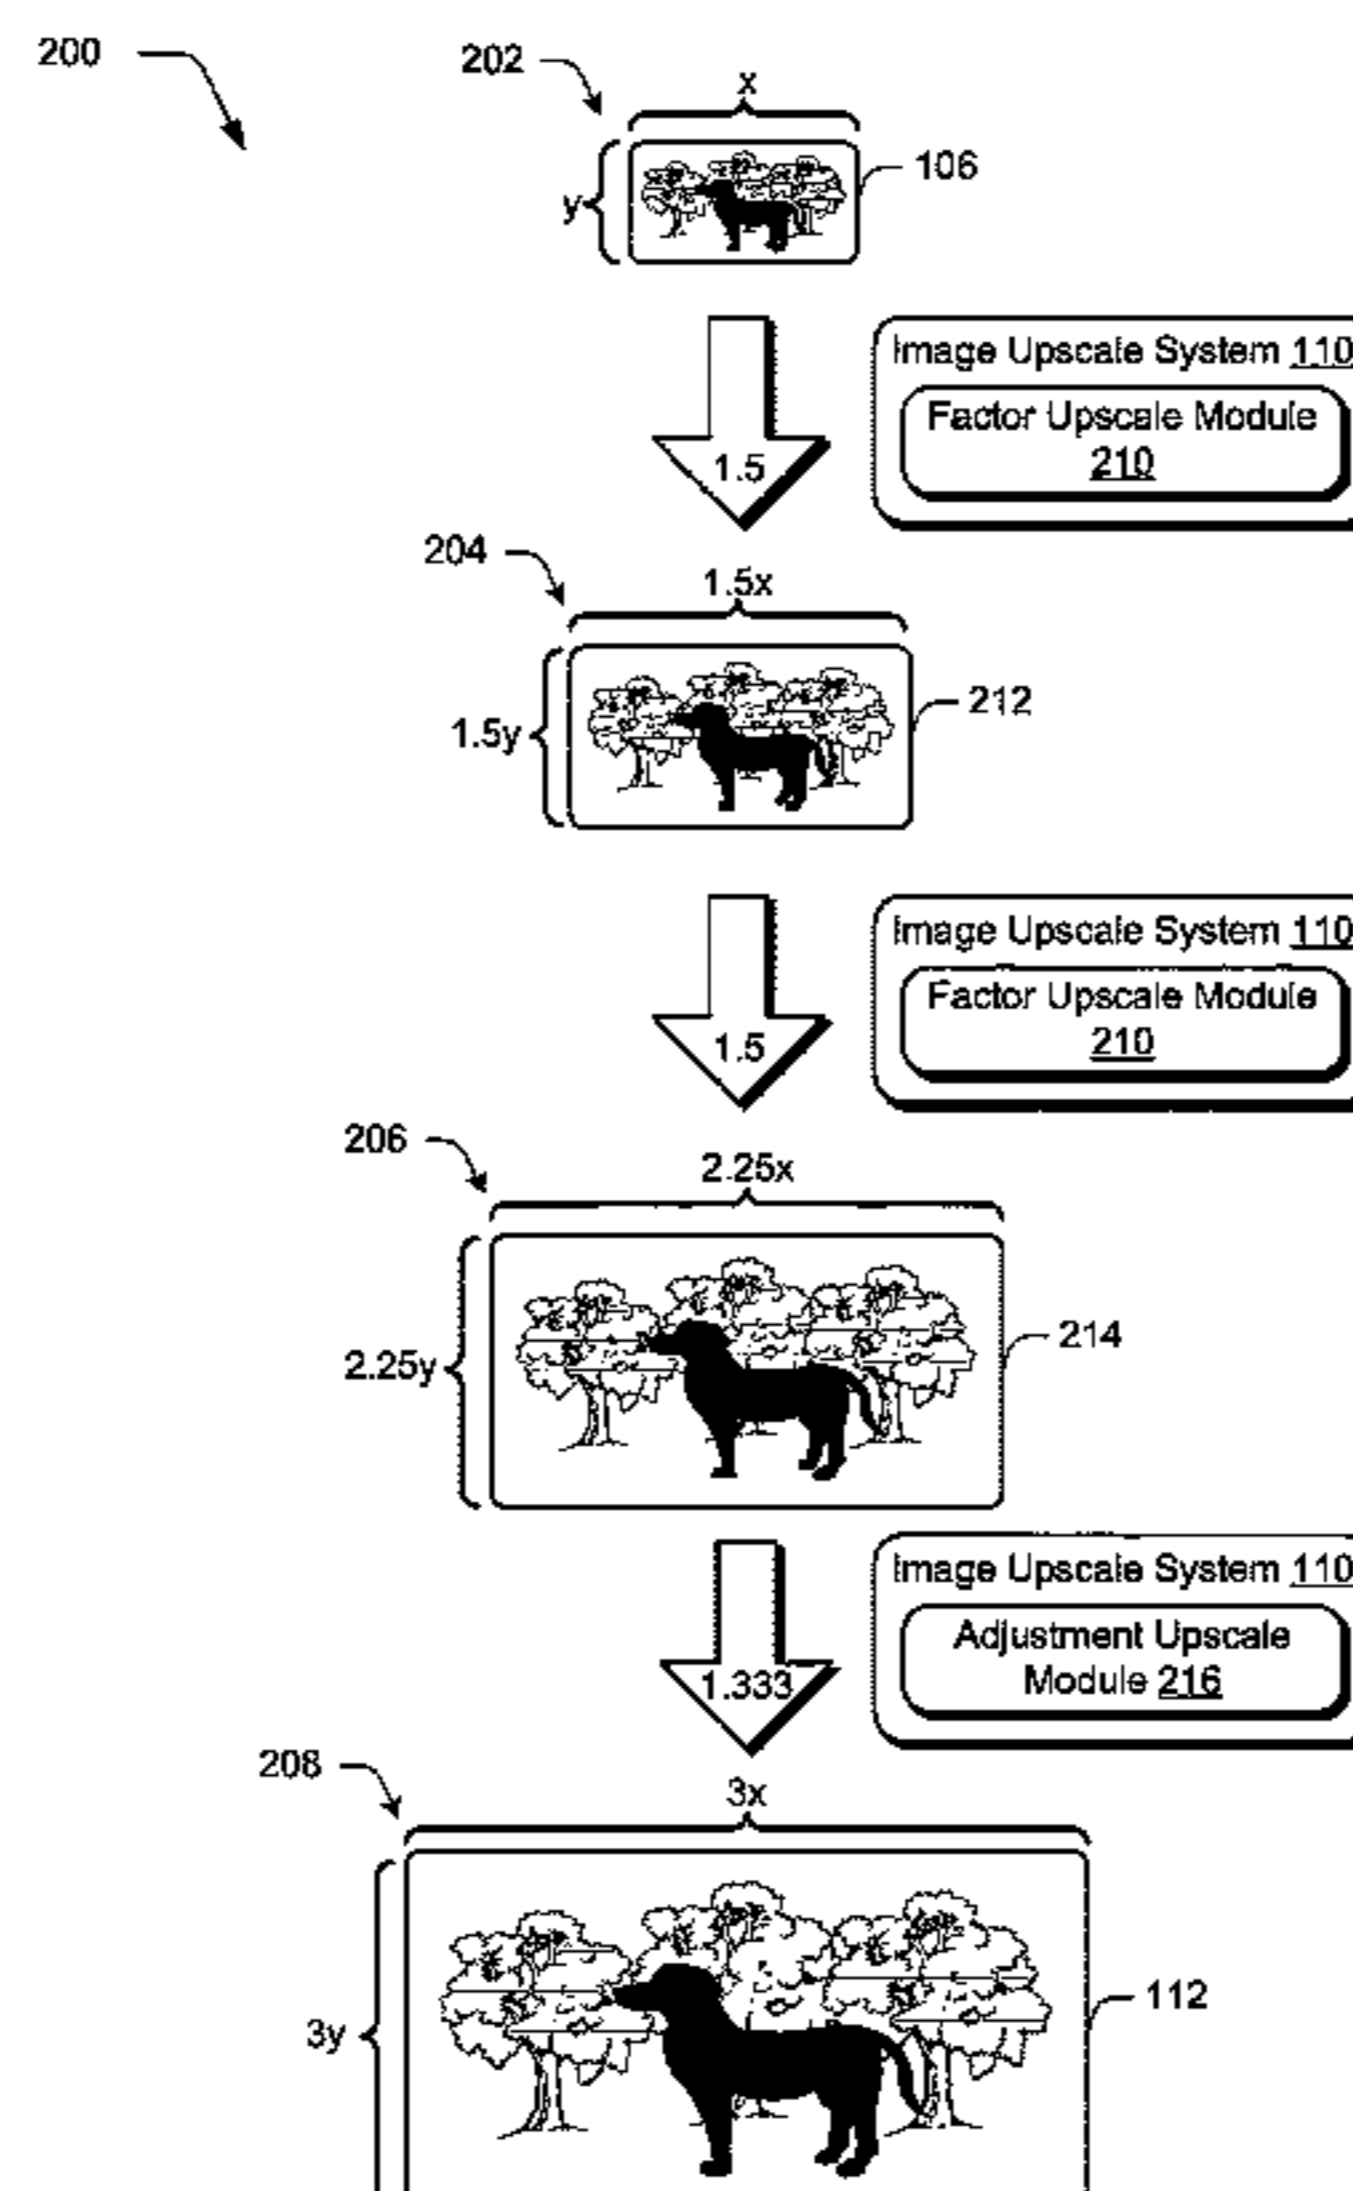 200
202
x
y
106
Image Upscale System 110
Factor Upscale Module
210
1.5
204
1.5x
1.5y
212
Image Upscale System 110
Factor Upscale Module
210
1.5
206
2.25x
2.25y
214
Image Upscale System 110
Adjustment Upscale
Module 216
1.333
208
3x
3y
112